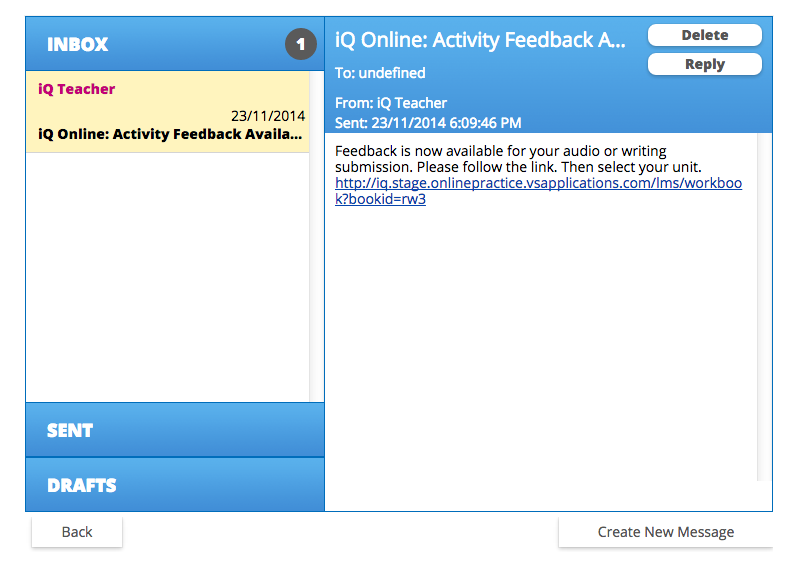 INBOX
1
iQ Teacher
23/11/2014
iQ Online: Activity Feedback Availa...
SENT
DRAFTS
iQ Online: Activity Feedback A...
Delete
Reply
To: undefined
From: iQ Teacher
Sent: 23/11/2014 6:09:46 PM
Feedback is now available for your audio or writing
submission. Please follow the link. Then select your unit.
http://iq.stage.onlinepractice.vsapplications.com/lms/workboo
k?bookid=rw3
Back
Create New Message